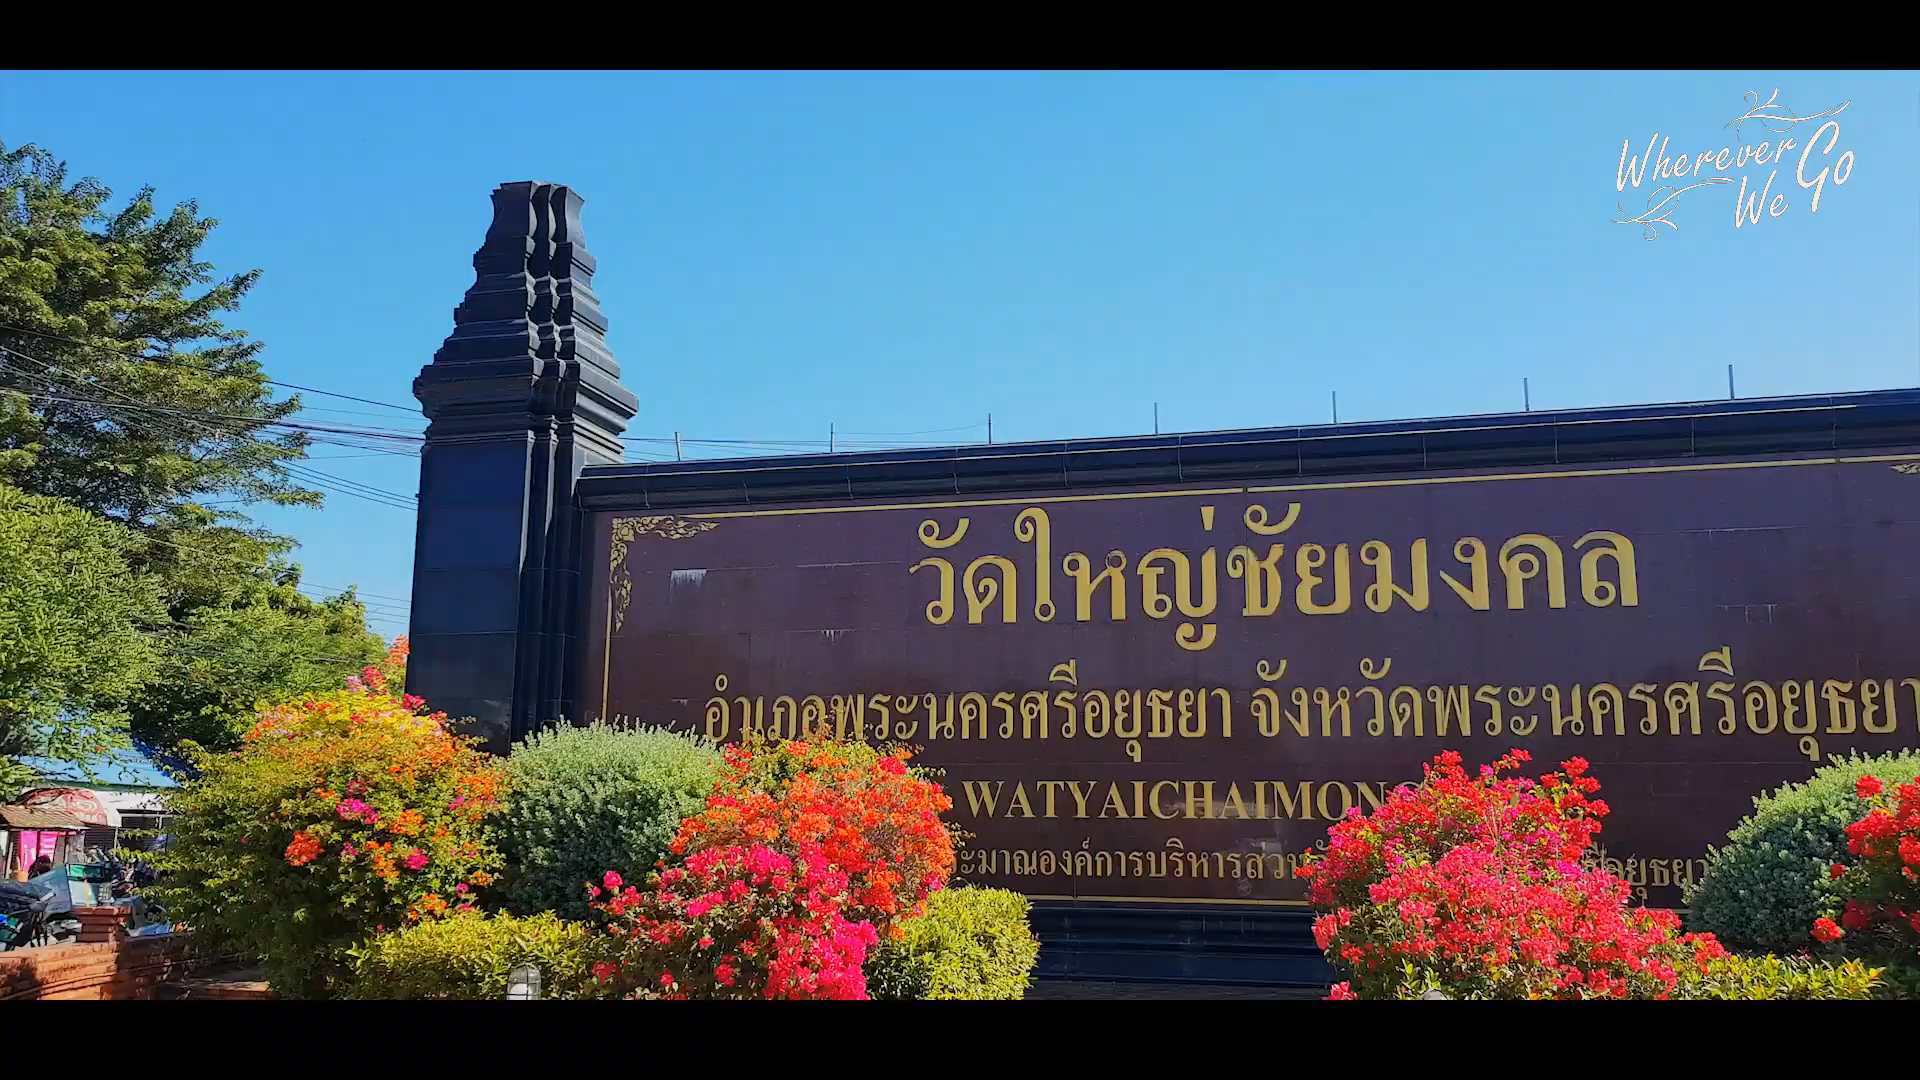 Wherever
We Go
วัดใหญ่ชัยมงคล
อำเภอพระนครศรีอยุธยา จังหวัดพระนครศรีอยุธยา
WATYAICHAIMON